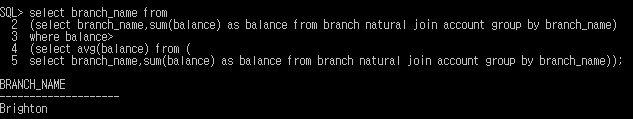 SQL> select branch_name from
2 (select branch_name,sum(balance) as balance from branch natural join account group by branch_name)
3 where balance>
4 (select avg(balance) from (
5 select branch_name,sum(balance) as balance from branch natural join account group by branch_name));
BRANCH_NAME
--------------------
Brighton